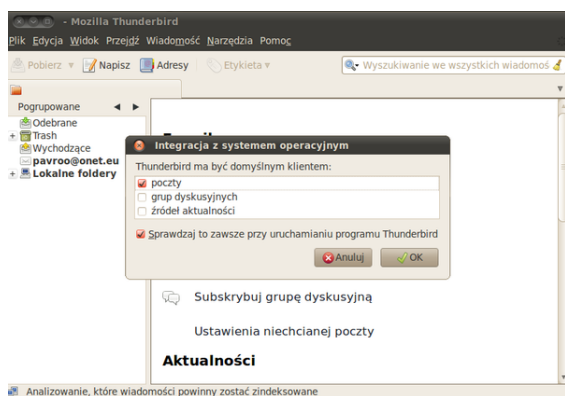 - Mozilla Thunderbird
Plik Edycja Widok Przejdź Wiadomość Narzędzia Pomoc
Pobierz Napisz Adresy Etykieta Wyszukiwanie we wszystkich wiadomoś
Pogrupowane
Odebrane
Trash
Wychodzące
pavroo@onet.eu
Lokalne foldery
Integracja z systemem operacyjnym
Thunderbird ma być domyślnym klientem:
poczty
grup dyskusyjnych
źródeł aktualności
Sprawdzaj to zawsze przy uruchamianiu programu Thunderbird
Anuluj OK
Subskrybuj grupę dyskusyjną
Ustawienia niechcianej poczty
Aktualności
Analizowanie, które wiadomości powinny zostać zindeksowane